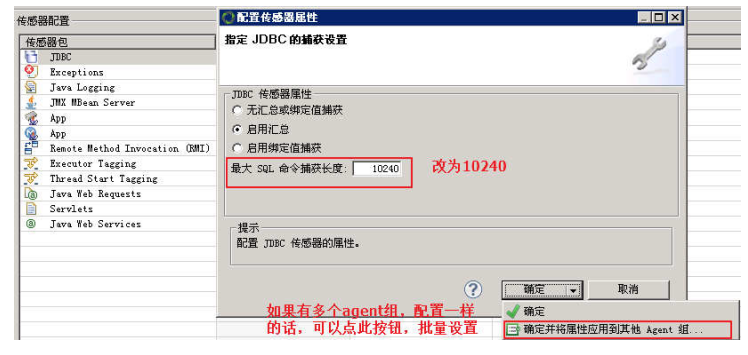 传感器配置
传感器包
JDBC
Exceptions
Java Logging
JMX MBean Server
App
App
Remote Method Invocation (RMI)
Executor Tagging
Thread Start Tagging
Java Web Requests
Servlets
Java Web Services
配置传感器属性
指定 JDBC 的捕获设置
JDBC 传感器属性
无汇总或绑定值捕获
启用汇总
启用绑定值捕获
最大 SQL 命令捕获长度: 10240
改为10240
提示
配置 JDBC 传感器的属性。
确定
取消
如果有多个agent组，配置一样
的话，可以点此按钮，批量设置
确定
确定并将属性应用到其他 Agent 组...